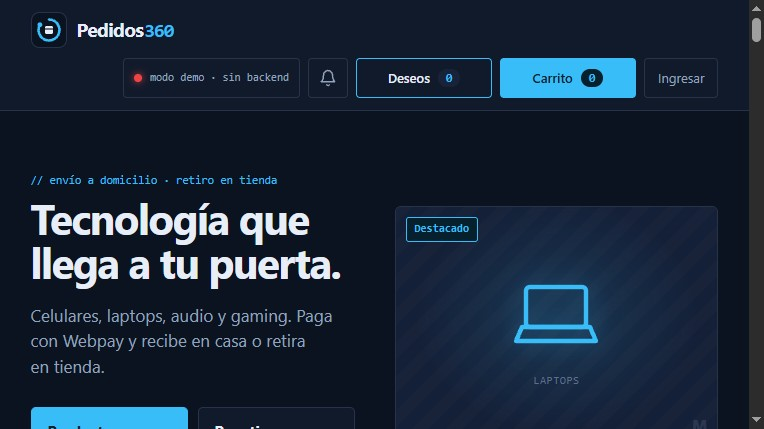 Pedidos360
modo demo · sin backend
Deseos 0
Carrito 0
Ingresar
// envío a domicilio · retiro en tienda
Tecnología que
llega a tu puerta.
Celulares, laptops, audio y gaming. Paga
con Webpay y recibe en casa o retira
en tienda.
Destacado
LAPTOPS
M